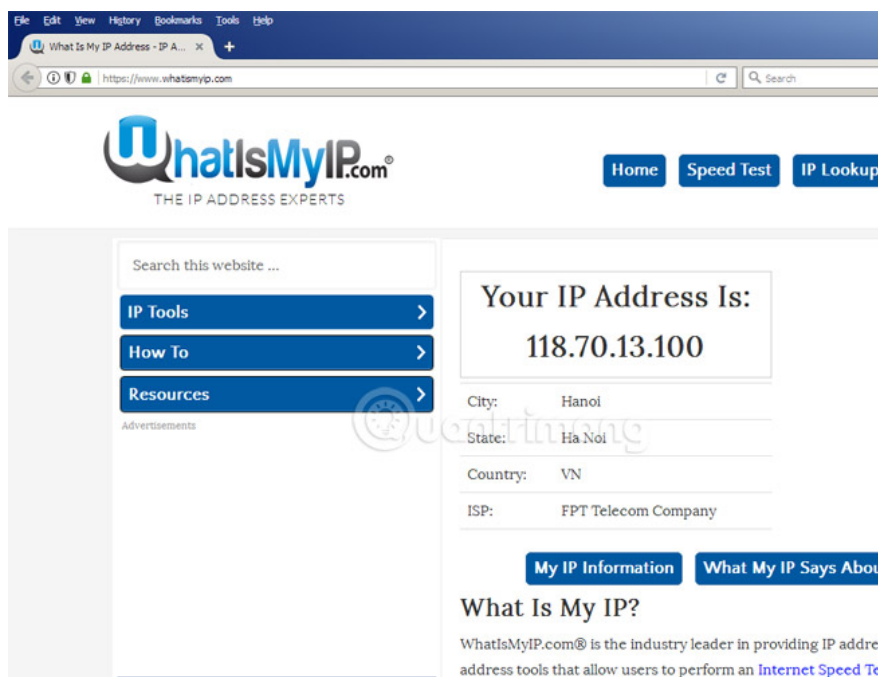 File Edit View History Bookmarks Tools Help
What Is My IP Address - IP A...
https://www.whatismyip.com
Search
WhatIsMyIP.com®
THE IP ADDRESS EXPERTS
Home Speed Test IP Lookup
Search this website ...
IP Tools
How To
Resources
Advertisements
Your IP Address Is:
118.70.13.100
City: Hanoi
State: Ha Noi
Country: VN
ISP: FPT Telecom Company
Quantrimang
My IP Information What My IP Says Abou
What Is My IP?
WhatIsMyIP.com® is the industry leader in providing IP addre
address tools that allow users to perform an Internet Speed Te